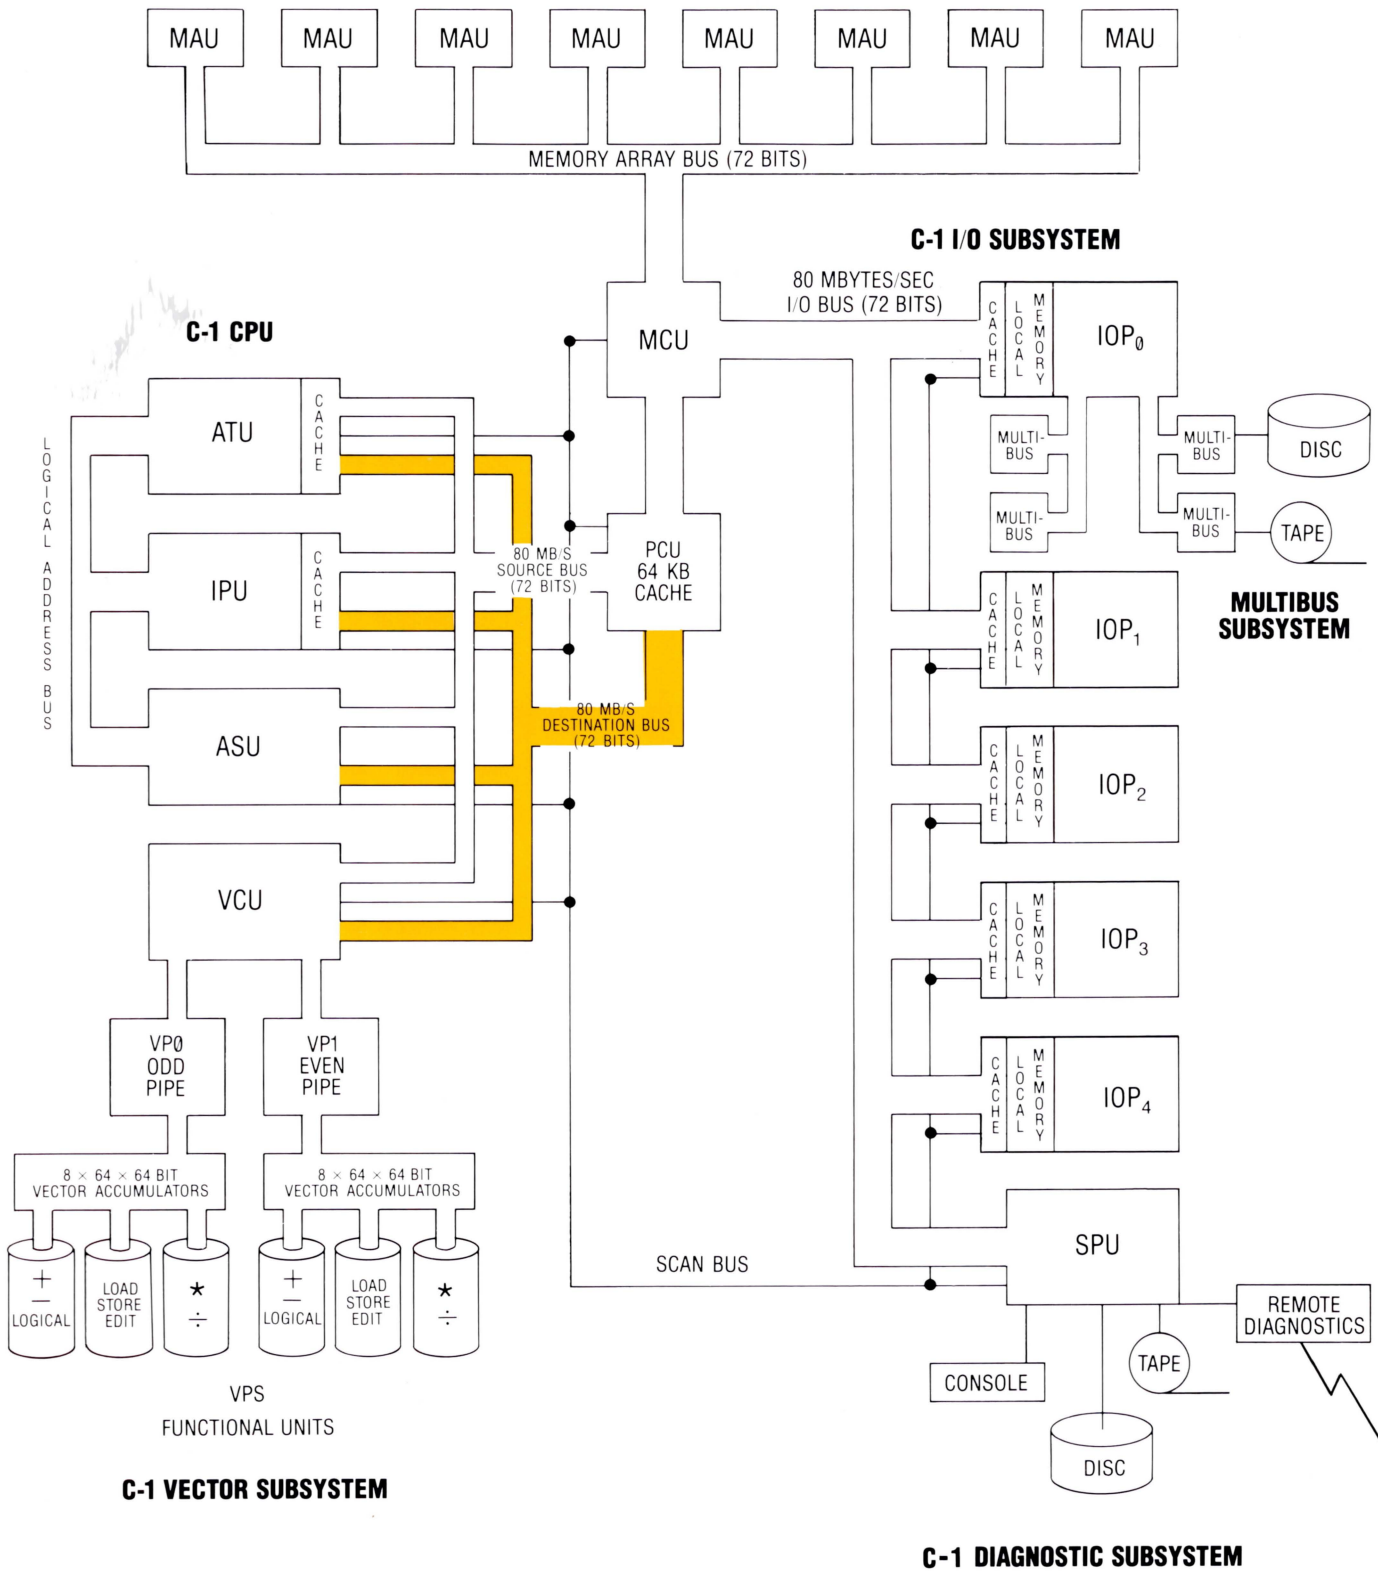 MAU MAU MAU MAU MAU MAU MAU MAU
MEMORY ARRAY BUS (72 BITS)
C-1 I/O SUBSYSTEM
80 MBYTES/SEC
I/O BUS (72 BITS)
MCU
CACHE
LOCAL
MEMORY
IOP0
MULTI-
BUS
MULTI-
BUS
DISC
MULTI-
BUS
MULTI-
BUS
TAPE
MULTIBUS
SUBSYSTEM
C-1 CPU
LOGICAL ADDRESS BUS
ATU
CACHE
IPU
CACHE
80 MB/S
SOURCE BUS
(72 BITS)
PCU
64 KB
CACHE
ASU
80 MB/S
DESTINATION BUS
(72 BITS)
VCU
CACHE
LOCAL
MEMORY
IOP1
CACHE
LOCAL
MEMORY
IOP2
CACHE
LOCAL
MEMORY
IOP3
CACHE
LOCAL
MEMORY
IOP4
VP0
ODD
PIPE
VP1
EVEN
PIPE
8 × 64 × 64 BIT
VECTOR ACCUMULATORS
8 × 64 × 64 BIT
VECTOR ACCUMULATORS
+
−
LOGICAL
LOAD
STORE
EDIT
*
÷
+
−
LOGICAL
LOAD
STORE
EDIT
*
÷
VPS
FUNCTIONAL UNITS
C-1 VECTOR SUBSYSTEM
SCAN BUS
SPU
REMOTE
DIAGNOSTICS
CONSOLE
TAPE
DISC
C-1 DIAGNOSTIC SUBSYSTEM